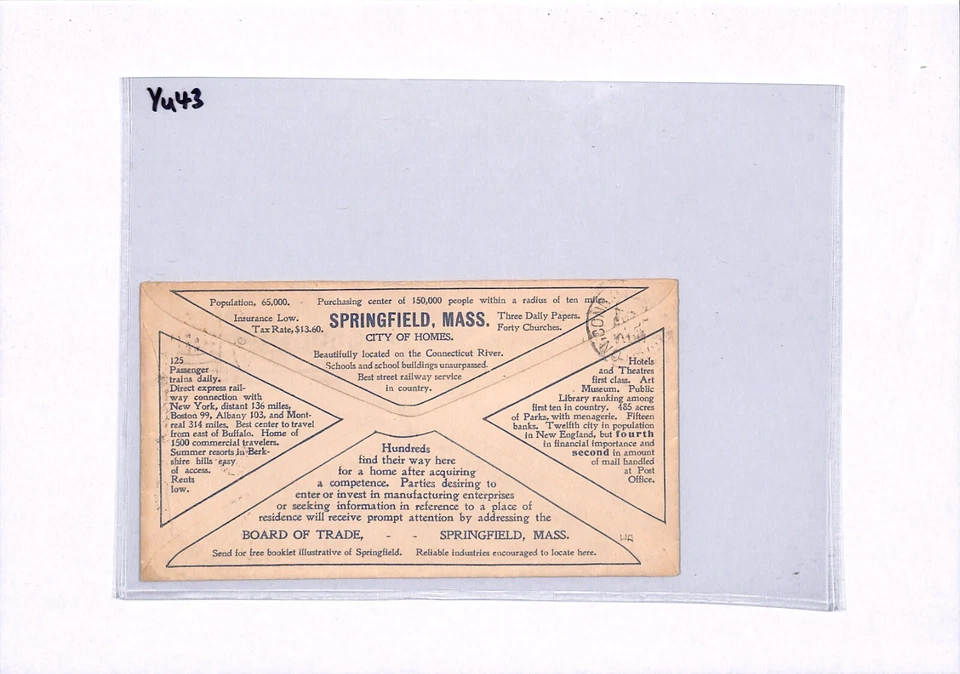 Yu43
Population, 65,000. Purchasing center of 150,000 people within a radius of ten miles.
Insurance Low.
Tax Rate, $13.60.
SPRINGFIELD, MASS.
Three Daily Papers.
Forty Churches.
CITY OF HOMES.
Beautifully located on the Connecticut River.
Schools and school buildings unsurpassed.
Best street railway service
in country.
125
Passenger
trains daily.
Direct express rail-
way connection with
New York, distant 136 miles,
Boston 99, Albany 103, and Mont-
real 314 miles. Best center to travel
from east of Buffalo. Home of
1500 commercial travelers.
Summer resorts in Berk-
shire hills easy
of access.
Rents
low.
Hotels
and Theatres
first class. Art
Museum. Public
Library ranking among
first ten in country. 485 acres
of Parks, with menagerie. Fifteen
banks. Twelfth city in population
in New England, but fourth
in financial importance and
second in amount
of mail handled
at Post
Office.
Hundreds
find their way here
for a home after acquiring
a competence. Parties desiring to
enter or invest in manufacturing enterprises
or seeking information in reference to a place of
residence will receive prompt attention by addressing the
BOARD OF TRADE, - - SPRINGFIELD, MASS.
Send for free booklet illustrative of Springfield. Reliable industries encouraged to locate here.
CONN